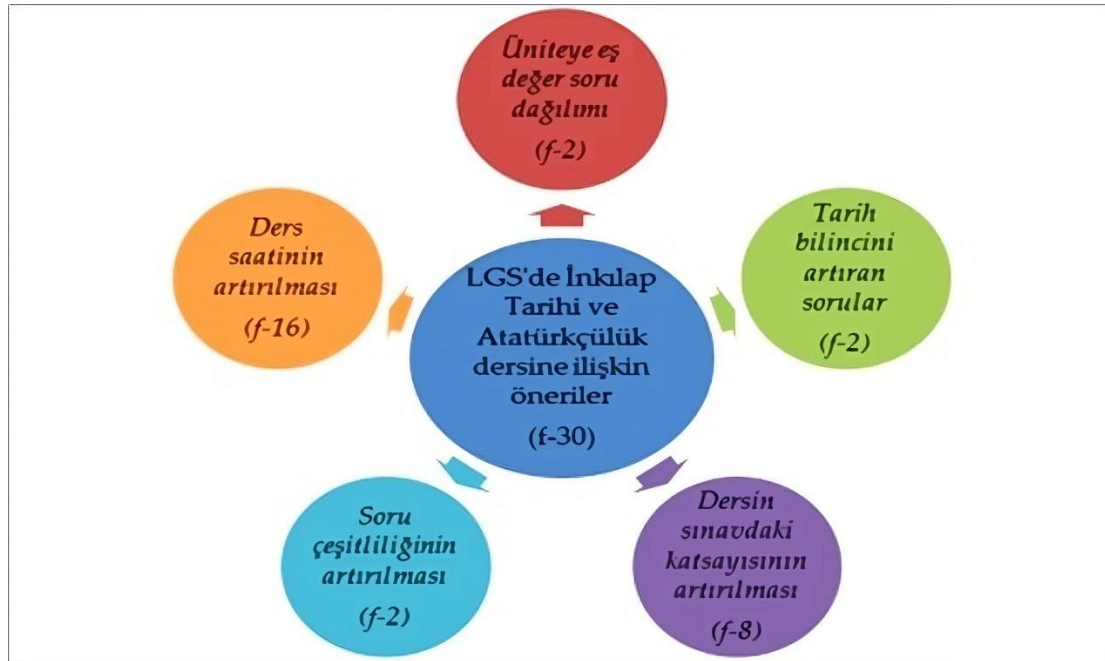 Üniteye eş
değer soru
dağılımı
(f-2)
Tarih
bilincini
artıran
sorular
(f-2)
Dersin
sınavdaki
katsayısının
artırılması
(f-8)
Soru
çeşitliliğinin
artırılması
(f-2)
Ders
saatinin
artırılması
(f-16)
LGS'de İnkılap
Tarihi ve
Atatürkçülük
dersine ilişkin
öneriler
(f-30)